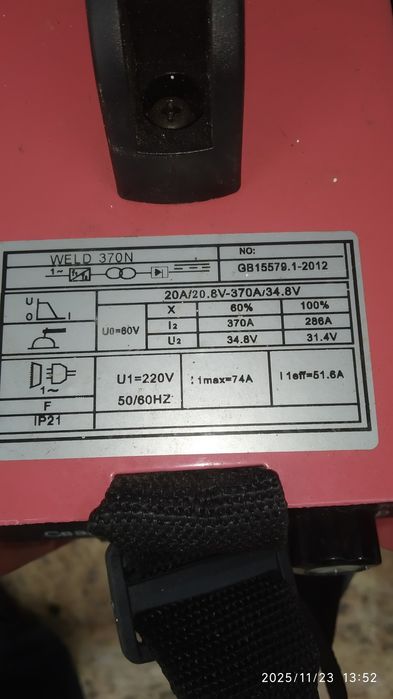 WELD 370N
NO:
GB15579.1-2012
1~
20A/20.8V-370A/34.8V
U
0 I
U0=60V
X 60% 100%
I2 370A 286A
U2 34.8V 31.4V
U1=220V
50/60HZ
I1max=74A
I1eff=51.6A
F
IP21
2025/11/23 13:52